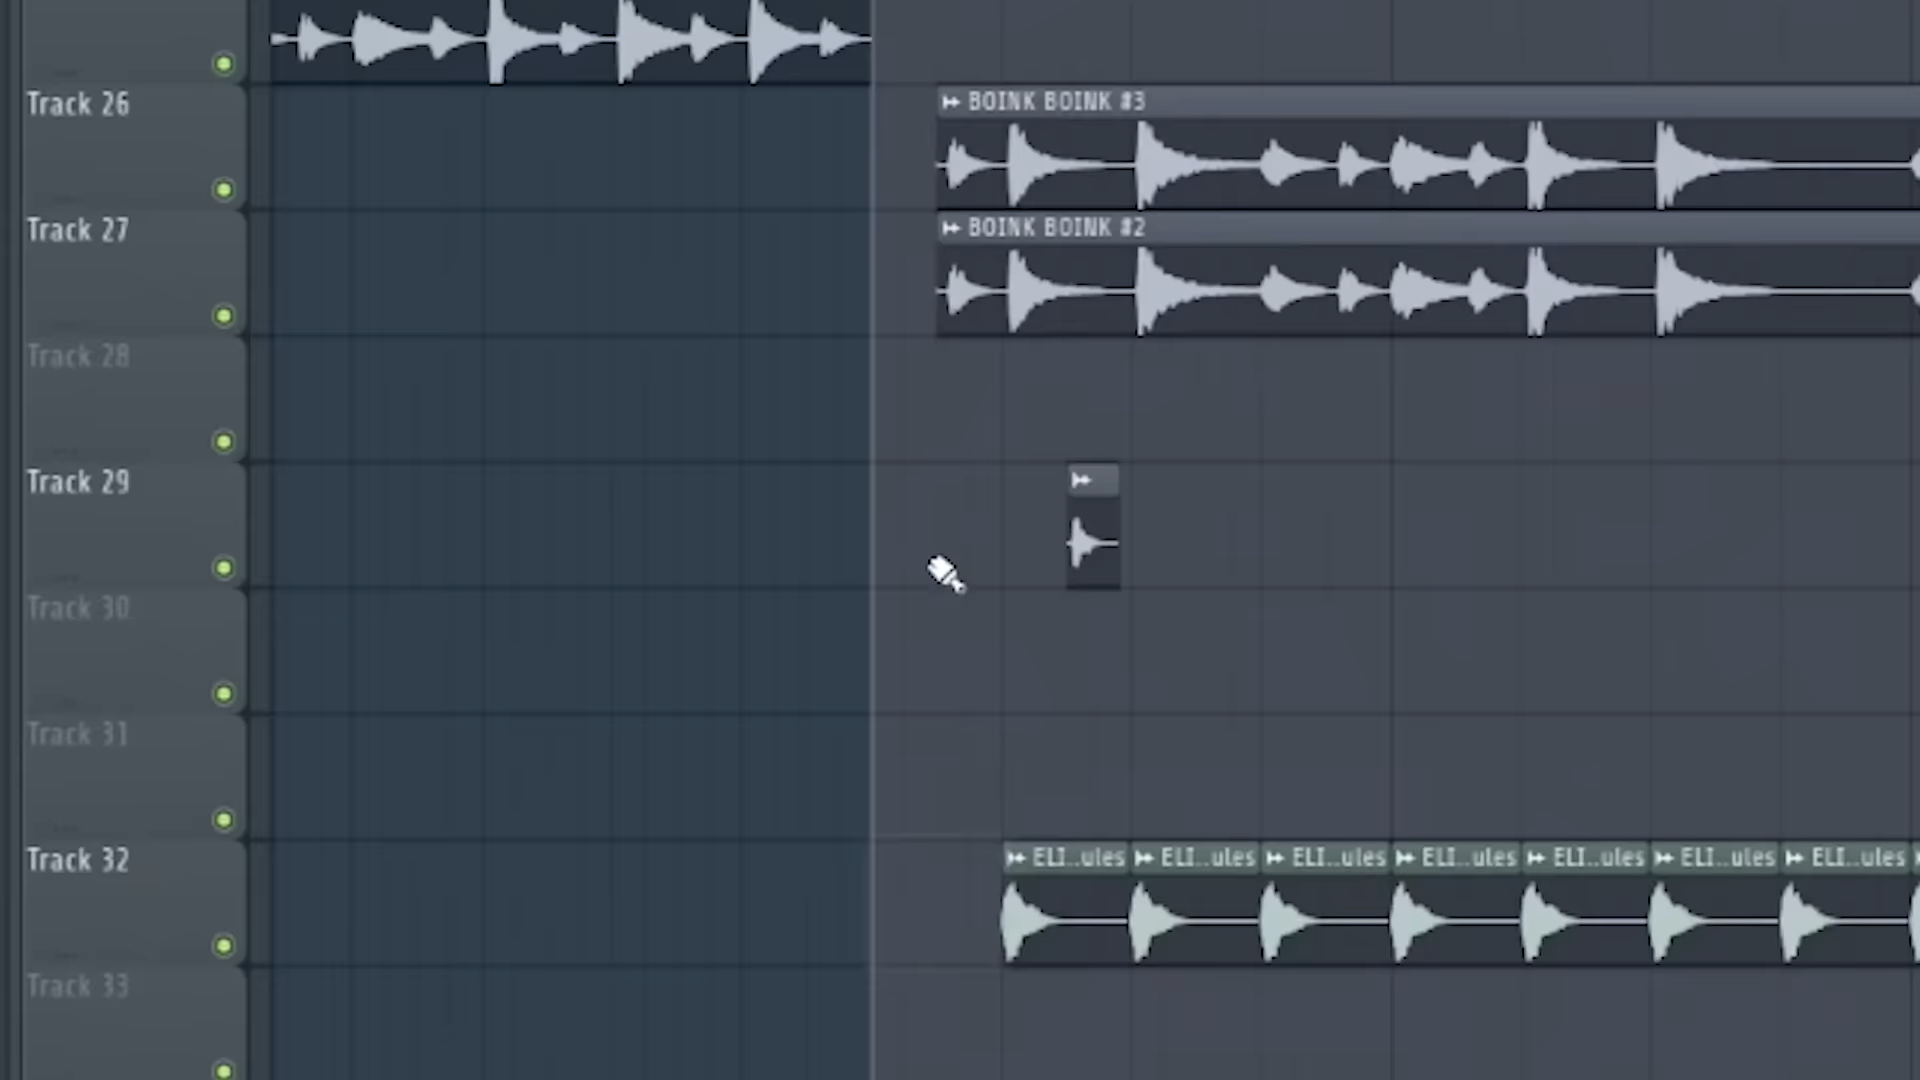 Track 26
BOINK BOINK #3
Track 27
BOINK BOINK #2
Track 28
Track 29
Track 30
Track 31
Track 32
ELI..ules ELI..ules ELI..ules ELI..ules ELI..ules ELI..ules ELI..ules
Track 33